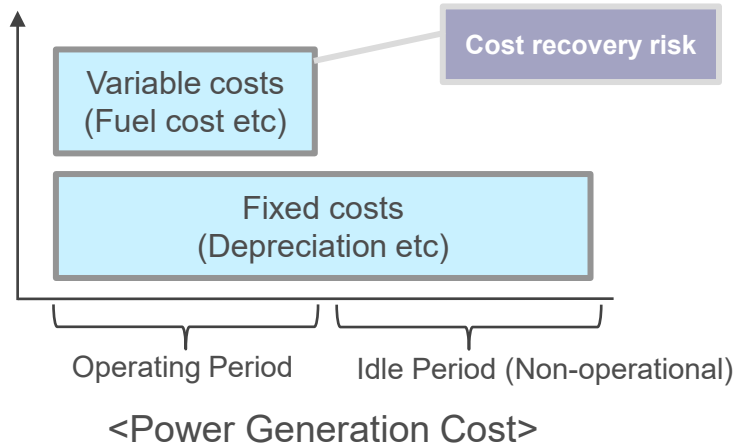 Cost recovery risk
Variable costs
(Fuel cost etc)
Fixed costs
(Depreciation etc)
Operating Period
Idle Period (Non-operational)
<Power Generation Cost>